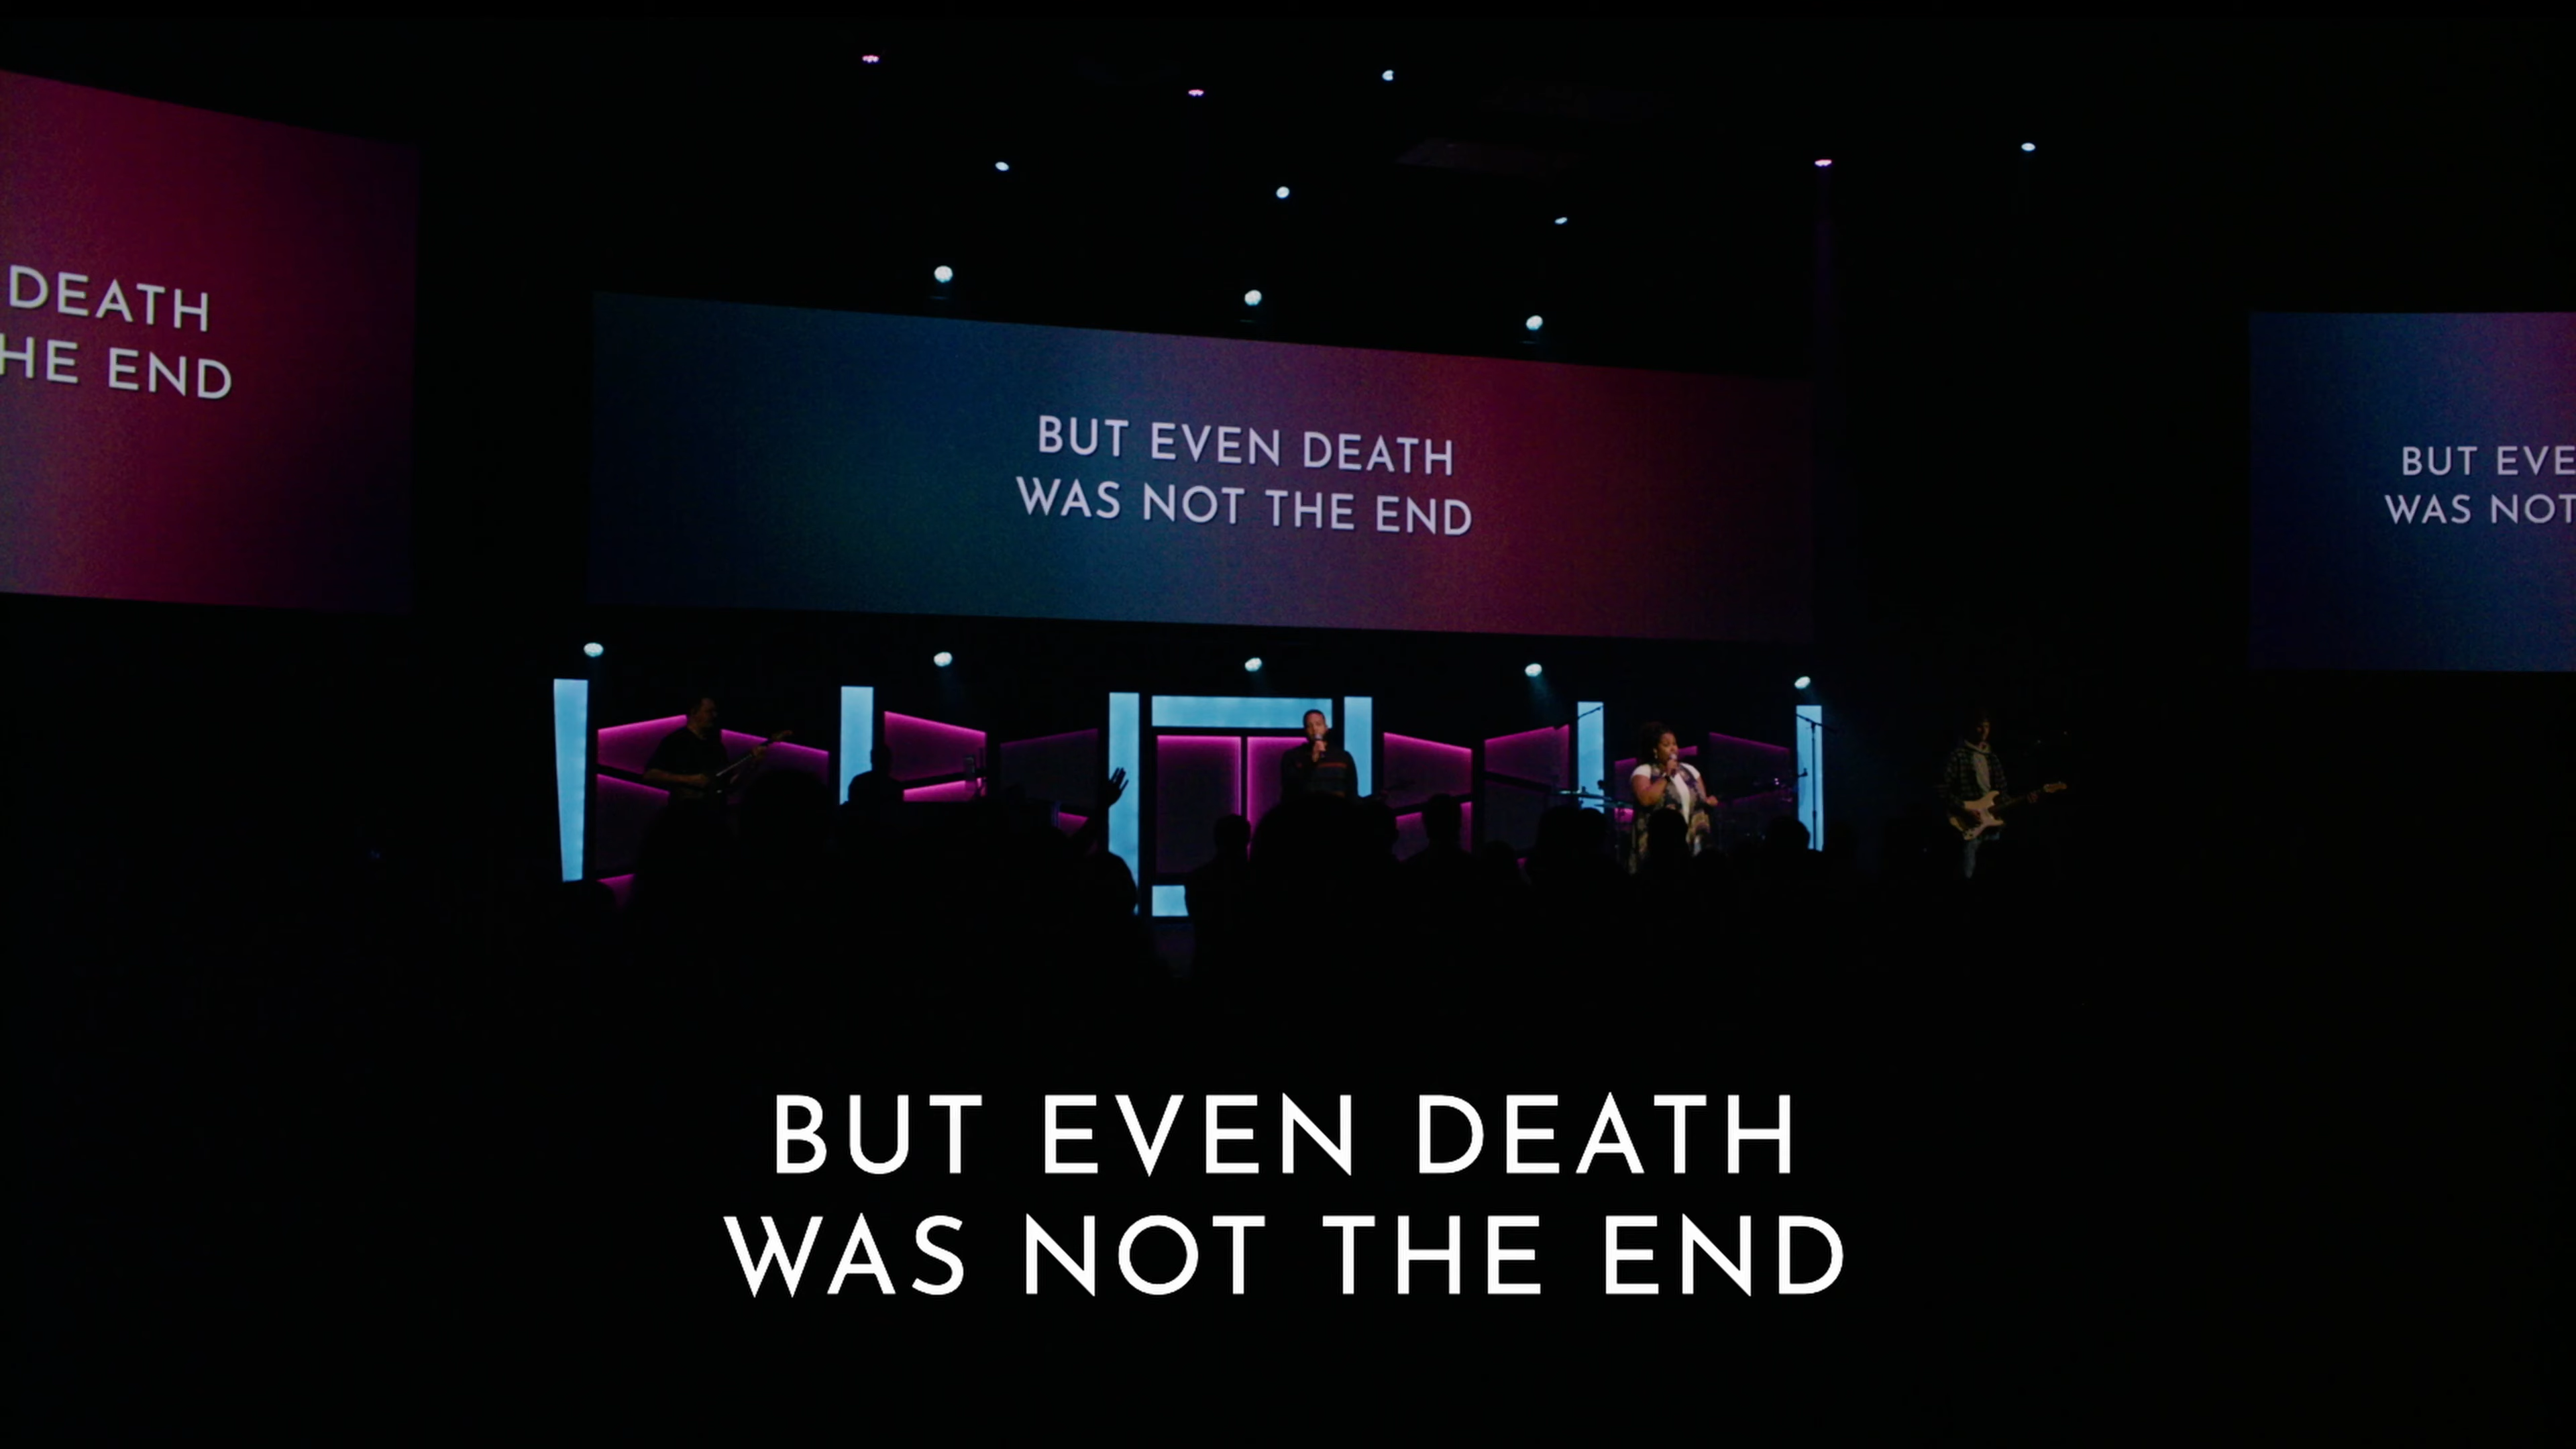 DEATH
HE END
BUT EVEN DEATH
WAS NOT THE END
BUT EVE
WAS NOT
BUT EVEN DEATH
WAS NOT THE END